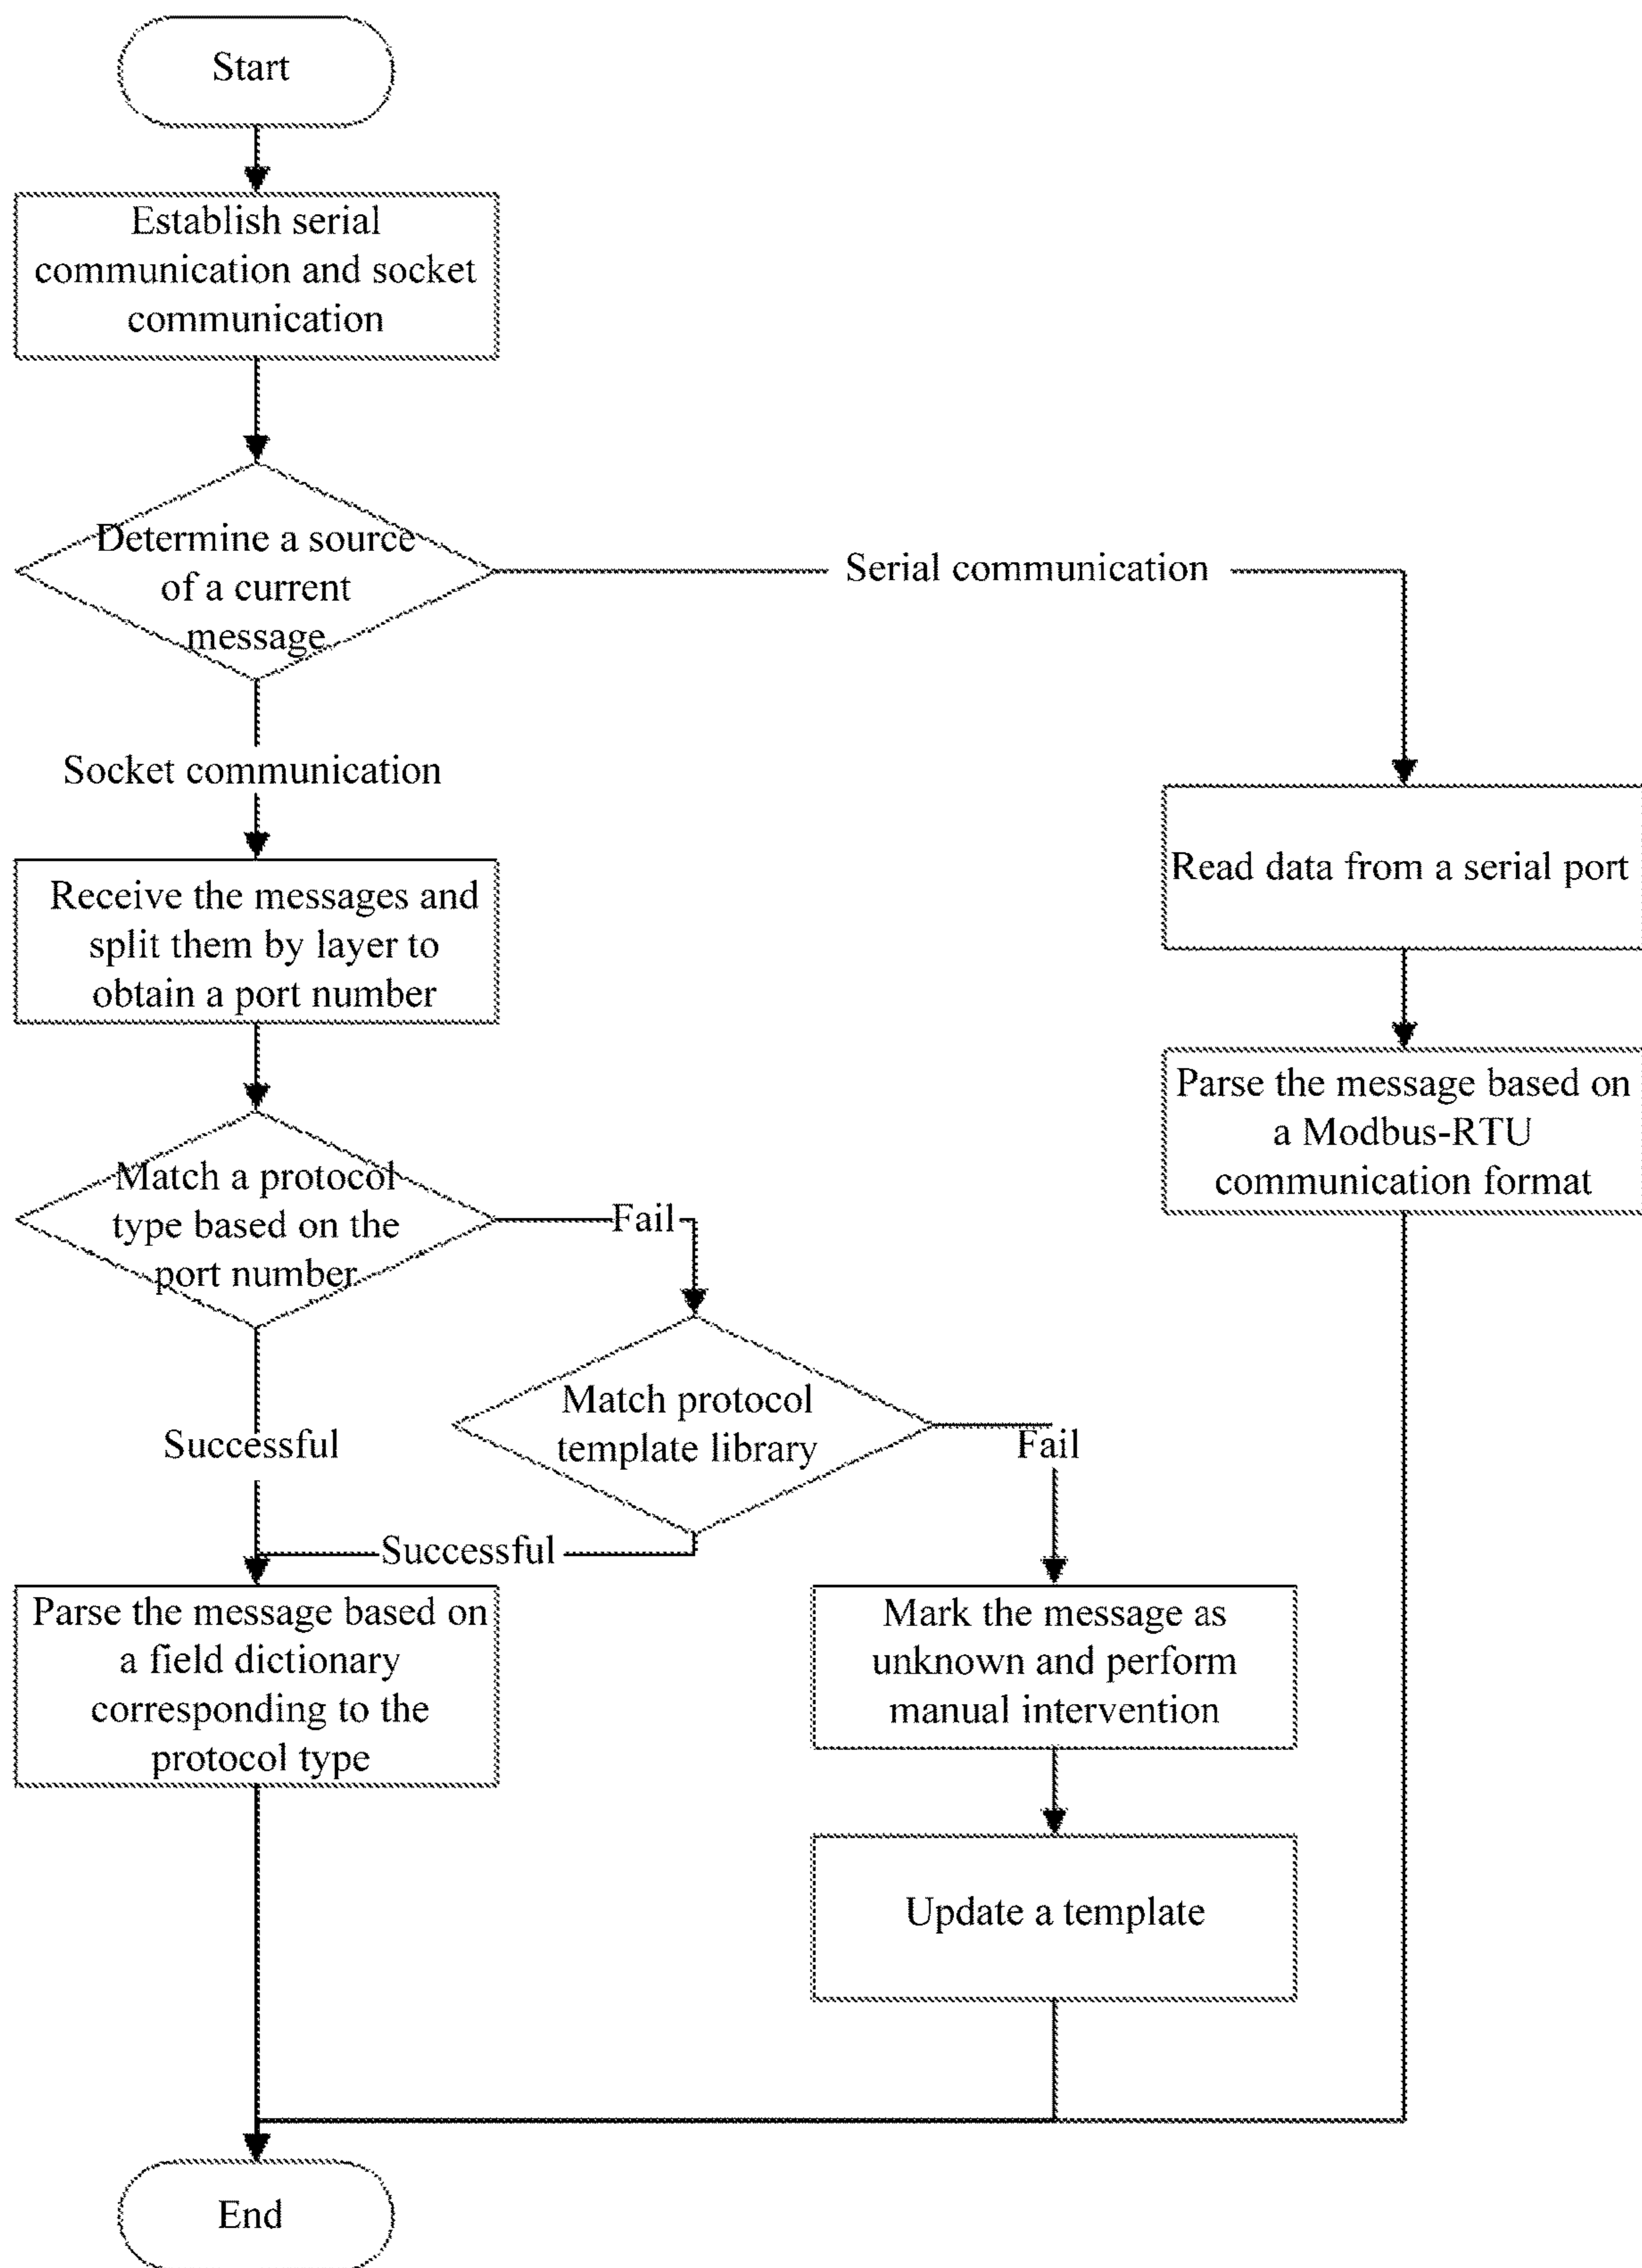 Start
Establish serial
communication and socket
communication
Determine a source
of a current
message
Serial communication
Socket communication
Receive the messages and
split them by layer to
obtain a port number
Read data from a serial port
Parse the message based on
a Modbus-RTU
communication format
Match a protocol
type based on the
port number
Fail
Match protocol
template library
Successful
Fail
Successful
Parse the message based on
a field dictionary
corresponding to the
protocol type
Mark the message as
unknown and perform
manual intervention
Update a template
End